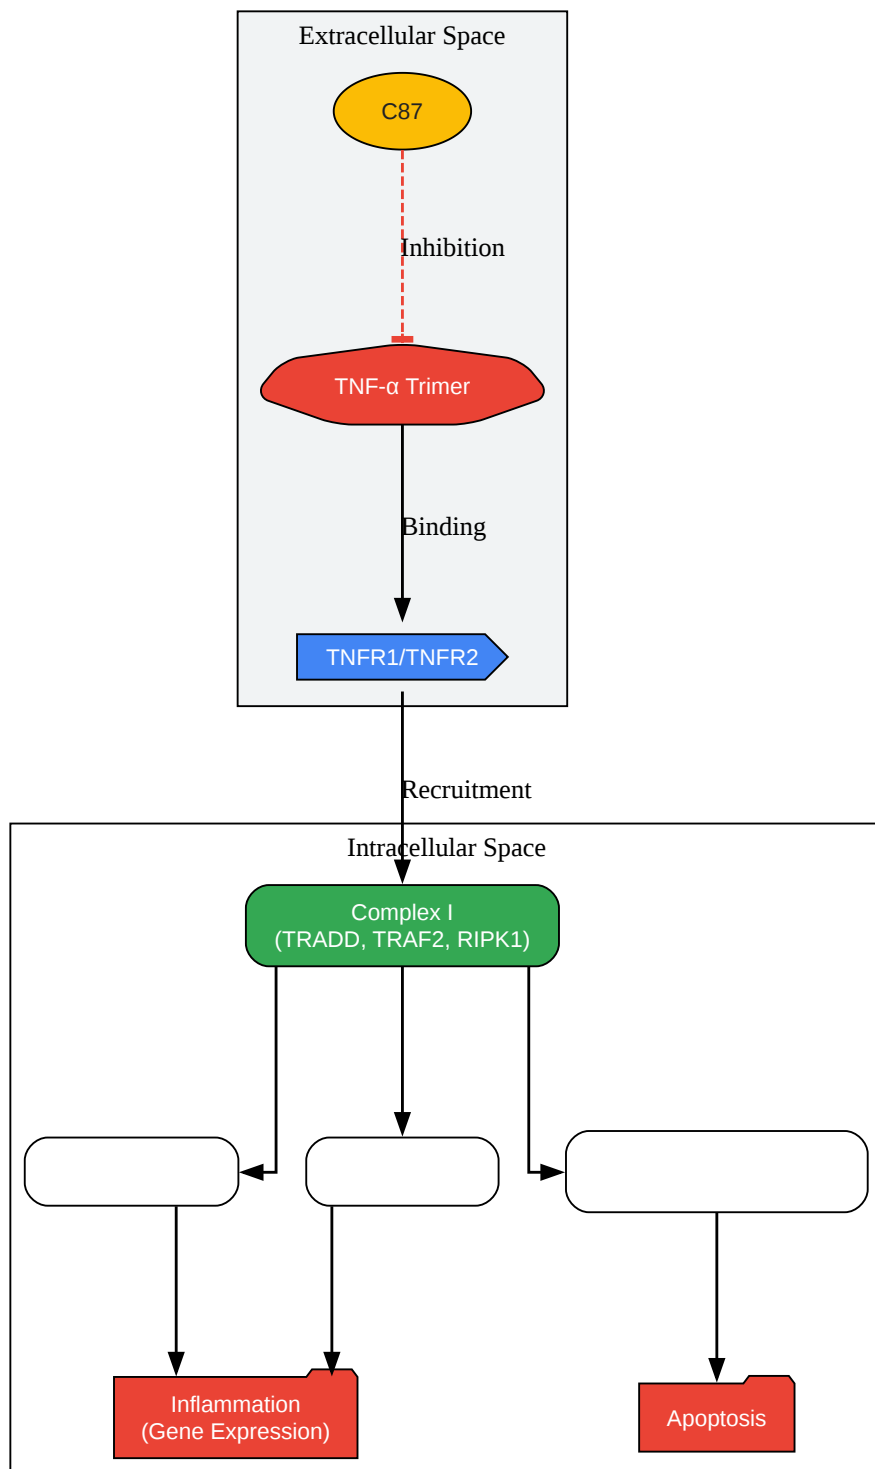 Extracellular Space
C87
Inhibition
TNF-α Trimer
Binding
TNFR1/TNFR2
Recruitment
Intracellular Space
Complex I
(TRADD, TRAF2, RIPK1)
Inflammation
(Gene Expression)
Apoptosis